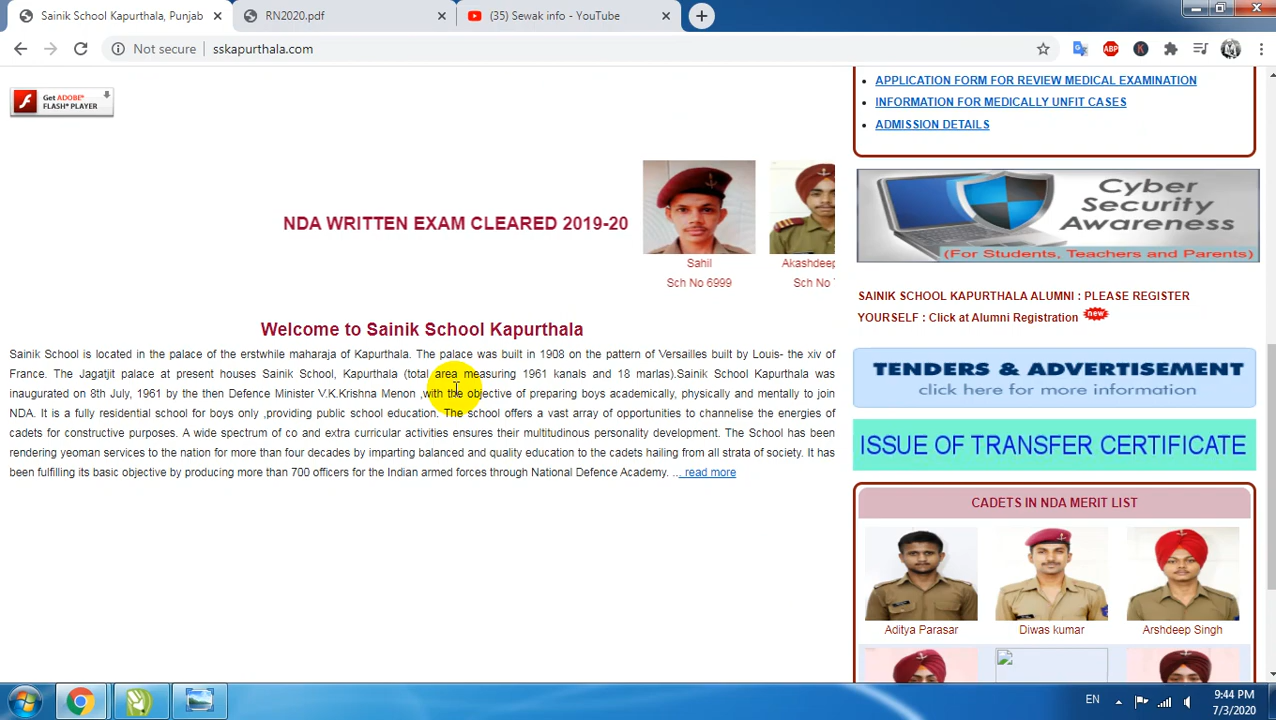 Sainik School Kapurthala, Punjab
RN2020.pdf
(35) Sewak info - YouTube
Not secure
sskapurthala.com
ABP
K
Get ADOBE®
FLASH® PLAYER
APPLICATION FORM FOR REVIEW MEDICAL EXAMINATION
INFORMATION FOR MEDICALLY UNFIT CASES
ADMISSION DETAILS
NDA WRITTEN EXAM CLEARED 2019-20
Sahil
Sch No 6999
Akashdeep
Sch No
Welcome to Sainik School Kapurthala
Sainik School is located in the palace of the erstwhile maharaja of Kapurthala. The palace was built in 1908 on the pattern of Versailles built by Louis- the xiv of
France. The Jagatjit palace at present houses Sainik School, Kapurthala (total area measuring 1961 kanals and 18 marlas).Sainik School Kapurthala was
inaugurated on 8th July, 1961 by the then Defence Minister V.K.Krishna Menon ,with the objective of preparing boys academically, physically and mentally to join
NDA. It is a fully residential school for boys only ,providing public school education. The school offers a vast array of opportunities to channelise the energies of
cadets for constructive purposes. A wide spectrum of co and extra curricular activities ensures their multitudinous personality development. The School has been
rendering yeoman services to the nation for more than four decades by imparting balanced and quality education to the cadets hailing from all strata of society. It has
been fulfilling its basic objective by producing more than 700 officers for the Indian armed forces through National Defence Academy. ... read more
Cyber
Security
Awareness
(For Students, Teachers and Parents)
SAINIK SCHOOL KAPURTHALA ALUMNI : PLEASE REGISTER
YOURSELF : Click at Alumni Registration new
TENDERS & ADVERTISEMENT
click here for more information
ISSUE OF TRANSFER CERTIFICATE
CADETS IN NDA MERIT LIST
Aditya Parasar
Diwas kumar
Arshdeep Singh
EN
9:44 PM
7/3/2020